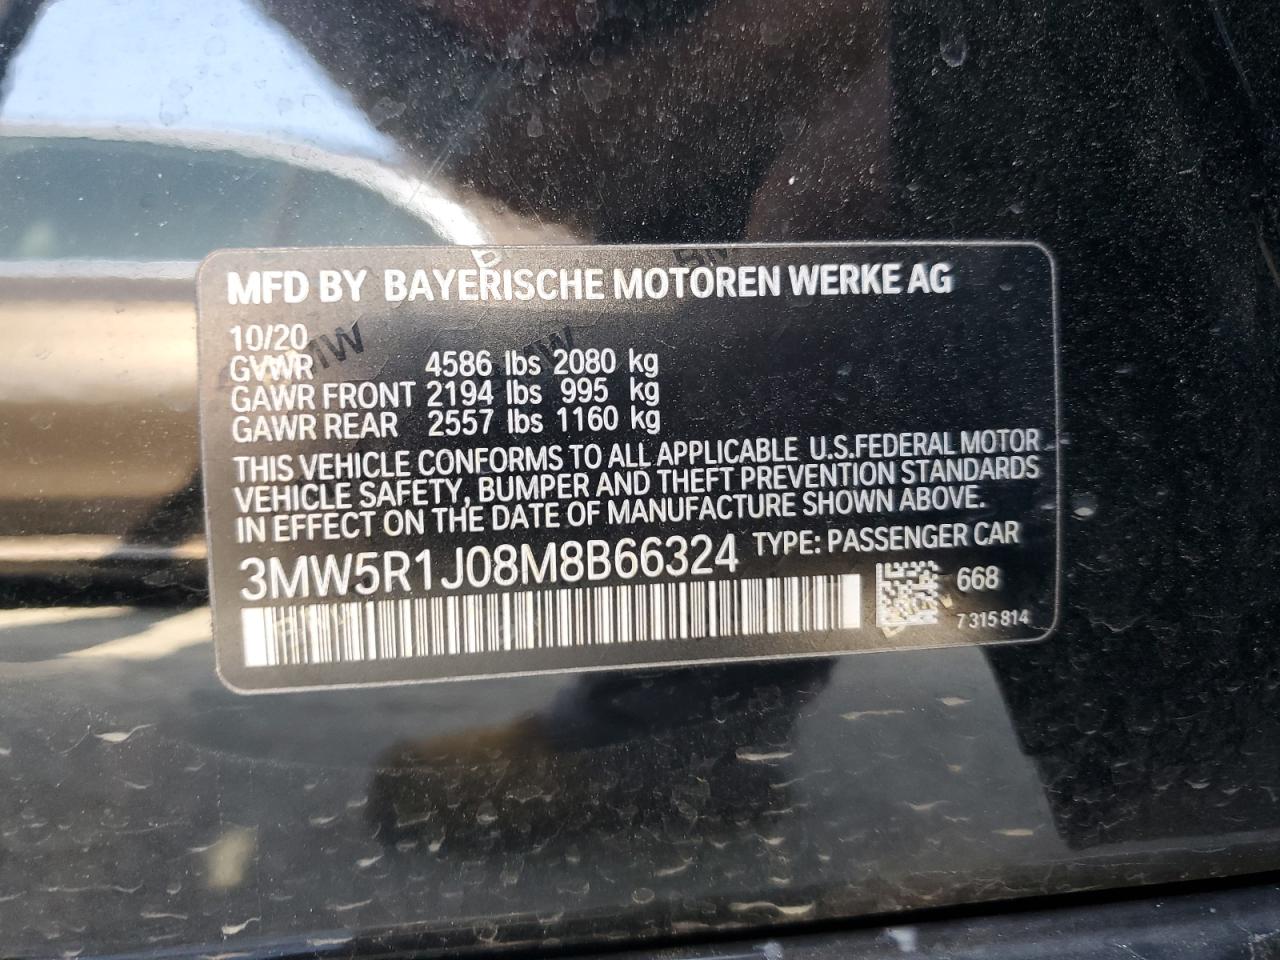 MFD BY BAYERISCHE MOTOREN WERKE AG
10/20
GVWR 4586 lbs 2080 kg
GAWR FRONT 2194 lbs 995 kg
GAWR REAR 2557 lbs 1160 kg
THIS VEHICLE CONFORMS TO ALL APPLICABLE U.S.FEDERAL MOTOR
VEHICLE SAFETY, BUMPER AND THEFT PREVENTION STANDARDS
IN EFFECT ON THE DATE OF MANUFACTURE SHOWN ABOVE.
3MW5R1J08M8B66324 TYPE: PASSENGER CAR
668
7 315 814